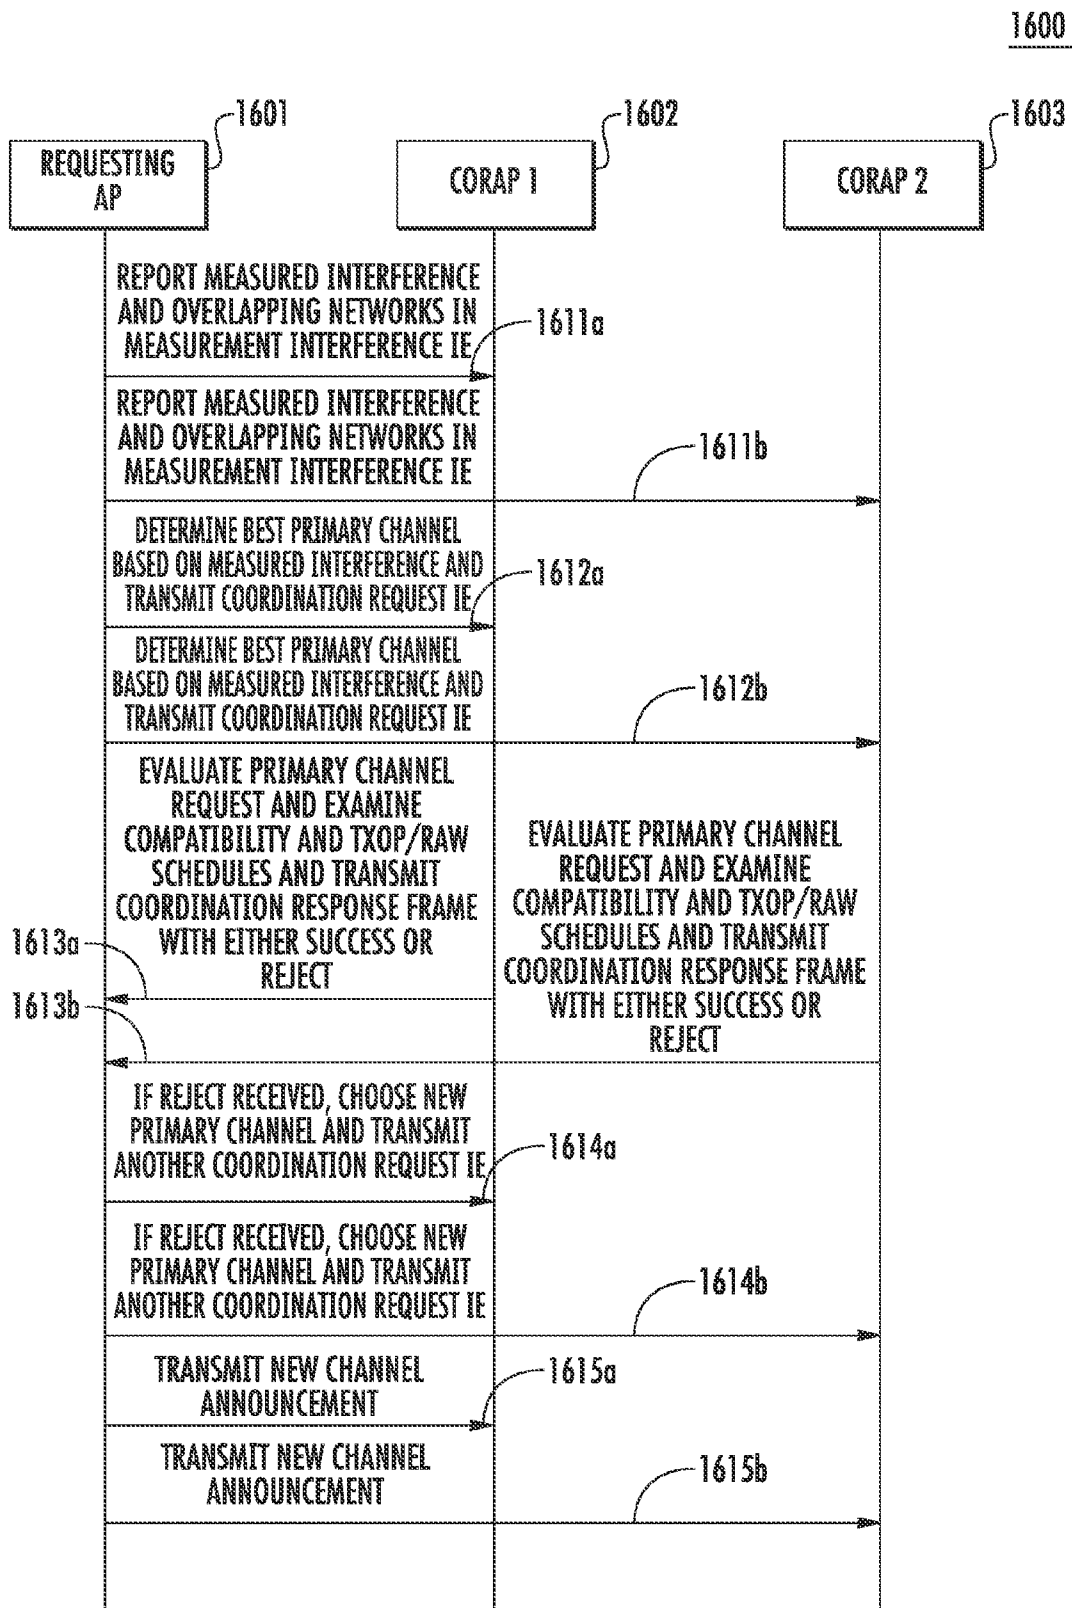 1600
1601
1602
1603
REQUESTING
AP
CORAP 1
CORAP 2
REPORT MEASURED INTERFERENCE
AND OVERLAPPING NETWORKS IN
MEASUREMENT INTERFERENCE IE
1611a
REPORT MEASURED INTERFERENCE
AND OVERLAPPING NETWORKS IN
MEASUREMENT INTERFERENCE IE
1611b
DETERMINE BEST PRIMARY CHANNEL
BASED ON MEASURED INTERFERENCE AND
TRANSMIT COORDINATION REQUEST IE
1612a
DETERMINE BEST PRIMARY CHANNEL
BASED ON MEASURED INTERFERENCE AND
TRANSMIT COORDINATION REQUEST IE
1612b
EVALUATE PRIMARY CHANNEL
REQUEST AND EXAMINE
COMPATIBILITY AND TXOP/RAW
SCHEDULES AND TRANSMIT
COORDINATION RESPONSE FRAME
WITH EITHER SUCCESS OR
REJECT
1613a
EVALUATE PRIMARY CHANNEL
REQUEST AND EXAMINE
COMPATIBILITY AND TXOP/RAW
SCHEDULES AND TRANSMIT
COORDINATION RESPONSE FRAME
WITH EITHER SUCCESS OR
REJECT
1613b
IF REJECT RECEIVED, CHOOSE NEW
PRIMARY CHANNEL AND TRANSMIT
ANOTHER COORDINATION REQUEST IE
1614a
IF REJECT RECEIVED, CHOOSE NEW
PRIMARY CHANNEL AND TRANSMIT
ANOTHER COORDINATION REQUEST IE
1614b
TRANSMIT NEW CHANNEL
ANNOUNCEMENT
1615a
TRANSMIT NEW CHANNEL
ANNOUNCEMENT
1615b